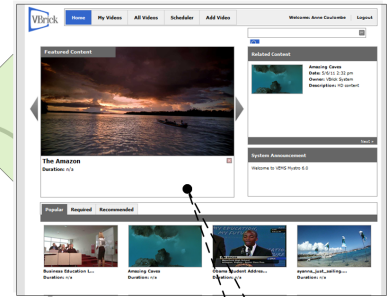 VBrick
Home My Videos All Videos Scheduler Add Video Welcome: Anne Coulombe Logout
Featured Content
Related Content
Amazing Caves
Date: 5/6/11 2:32 pm
Owner: VBrick System
Description: HD content
Next »
The Amazon
Duration: n/a
System Announcement
Welcome to VEMS Mystro 6.0
Popular Required Recommended
Business Education L... Amazing Caves Obama Student Addres... ayanna_just_sailing...
Duration: n/a Duration: n/a Duration: n/a Duration: n/a